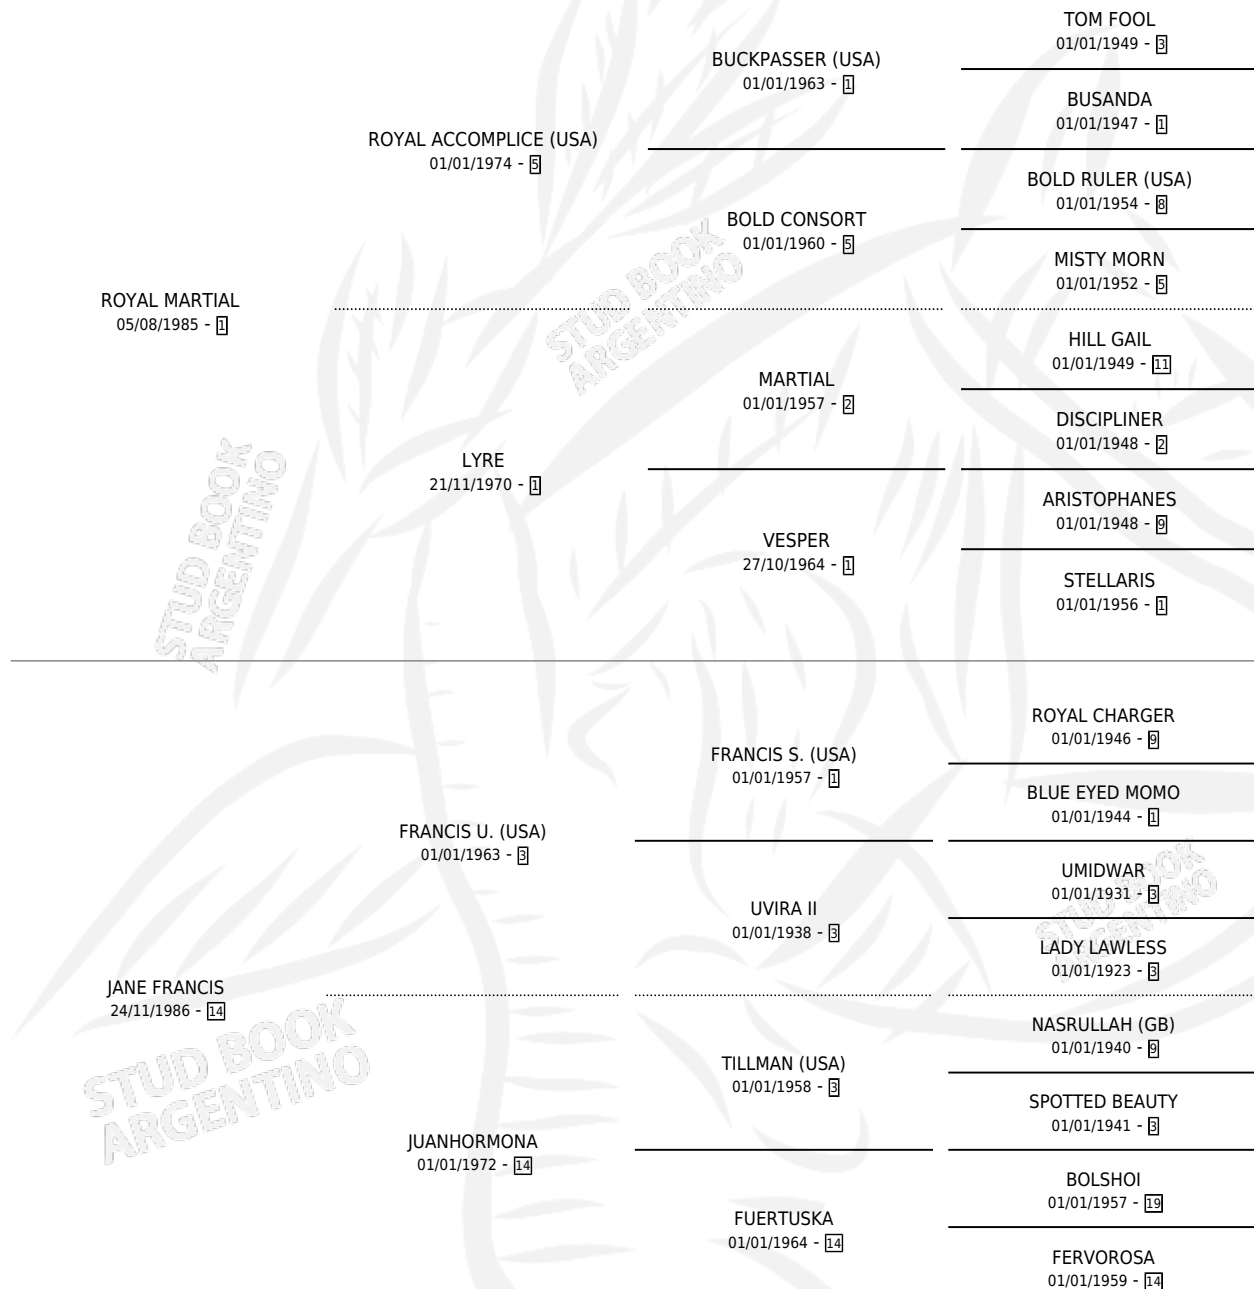 TOM FOOL
01/01/1949 - 3
BUCKPASSER (USA)
01/01/1963 - 1
BUSANDA
01/01/1947 - 1
ROYAL ACCOMPLICE (USA)
01/01/1974 - 5
BOLD RULER (USA)
01/01/1954 - 8
BOLD CONSORT
01/01/1960 - 5
MISTY MORN
01/01/1952 - 5
ROYAL MARTIAL
05/08/1985 - 1
HILL GAIL
01/01/1949 - 11
MARTIAL
01/01/1957 - 2
DISCIPLINER
01/01/1948 - 2
LYRE
21/11/1970 - 1
ARISTOPHANES
01/01/1948 - 9
VESPER
27/10/1964 - 1
STELLARIS
01/01/1956 - 1
ROYAL CHARGER
01/01/1946 - 9
FRANCIS S. (USA)
01/01/1957 - 1
BLUE EYED MOMO
01/01/1944 - 1
FRANCIS U. (USA)
01/01/1963 - 3
UMIDWAR
01/01/1931 - 3
UVIRA II
01/01/1938 - 3
LADY LAWLESS
01/01/1923 - 3
JANE FRANCIS
24/11/1986 - 14
NASRULLAH (GB)
01/01/1940 - 9
TILLMAN (USA)
01/01/1958 - 3
SPOTTED BEAUTY
01/01/1941 - 3
JUANHORMONA
01/01/1972 - 14
BOLSHOI
01/01/1957 - 19
FUERTUSKA
01/01/1964 - 14
FERVOROSA
01/01/1959 - 14
STUD BOOK
ARGENTINO
STUD BOOK
ARGENTINO
STUD BOOK
ARGENTINO
STUD BOOK
ARGENTINO